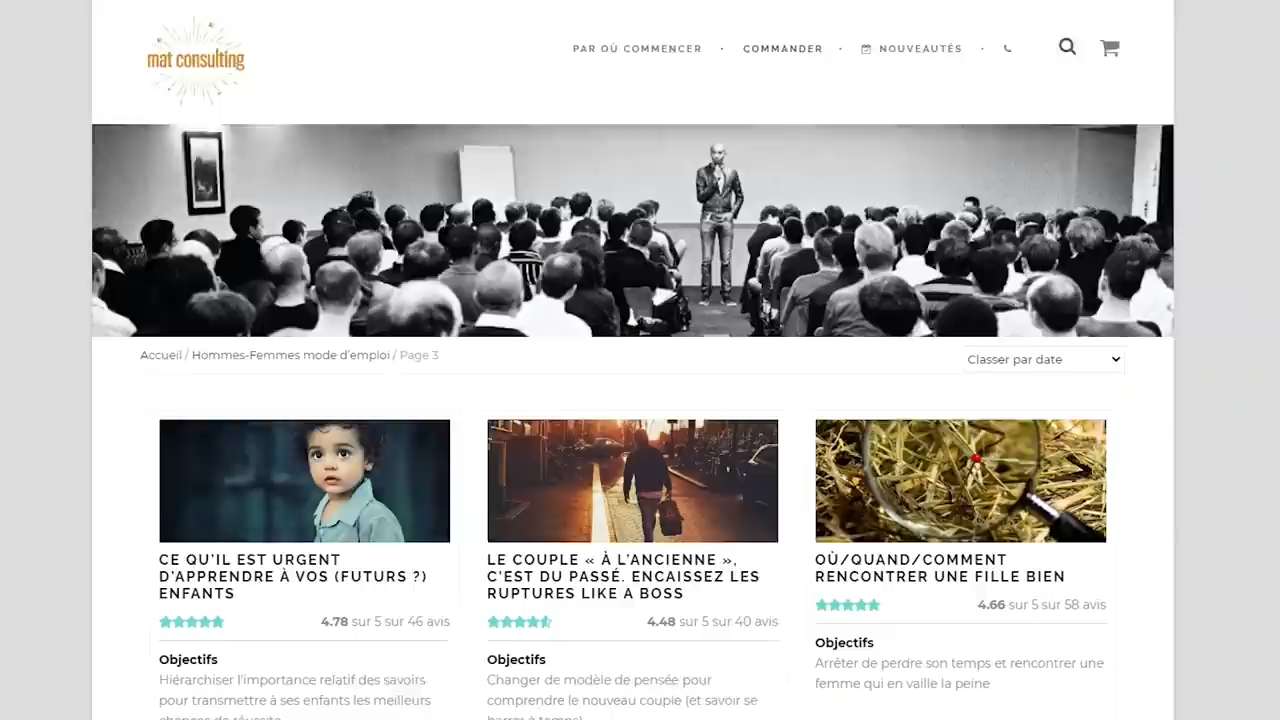 mat consulting
PAR OÙ COMMENCER • COMMANDER • NOUVEAUTÉS •
Accueil / Hommes-Femmes mode d'emploi / Page 3
Classer par date
CE QU'IL EST URGENT
D'APPRENDRE À VOS (FUTURS ?)
ENFANTS
4.78 sur 5 sur 46 avis
Objectifs
Hiérarchiser l'importance relatif des savoirs
pour transmettre à ses enfants les meilleurs
chances de réussite
LE COUPLE « À L'ANCIENNE »,
C'EST DU PASSÉ. ENCAISSEZ LES
RUPTURES LIKE A BOSS
4.48 sur 5 sur 40 avis
Objectifs
Changer de modèle de pensée pour
comprendre le nouveau couple (et savoir se
barrer à temps)
OÙ/QUAND/COMMENT
RENCONTRER UNE FILLE BIEN
4.66 sur 5 sur 58 avis
Objectifs
Arrêter de perdre son temps et rencontrer une
femme qui en vaille la peine